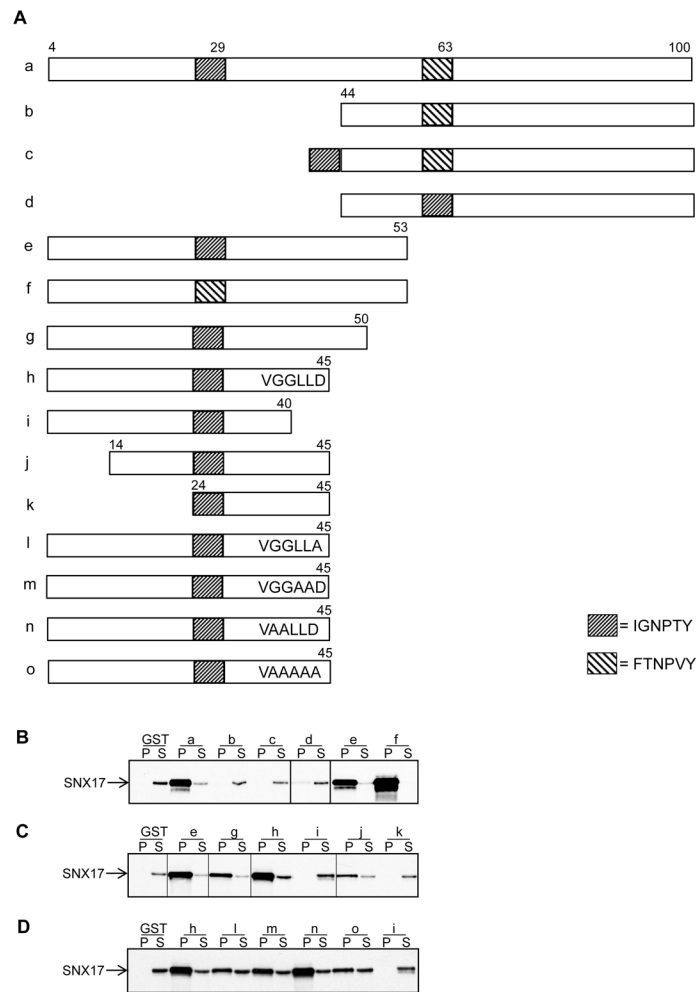 A
4 29 63 100
a
44
b
c
d
53
e
f
50
g
45
h VGGLLD
40
i
14 45
j
24 45
k
45
l VGGLLA
45
m VGGAAD
45
n VAALLD = IGNPTY
45
o VAAAAA = FTNPVY
B
GST a b c d e f
P S P S P S P S P S P S P S
SNX17
C
GST e g h i j k
P S P S P S P S P S P S P S
SNX17
D
GST h l m n o i
P S P S P S P S P S P S P S
SNX17